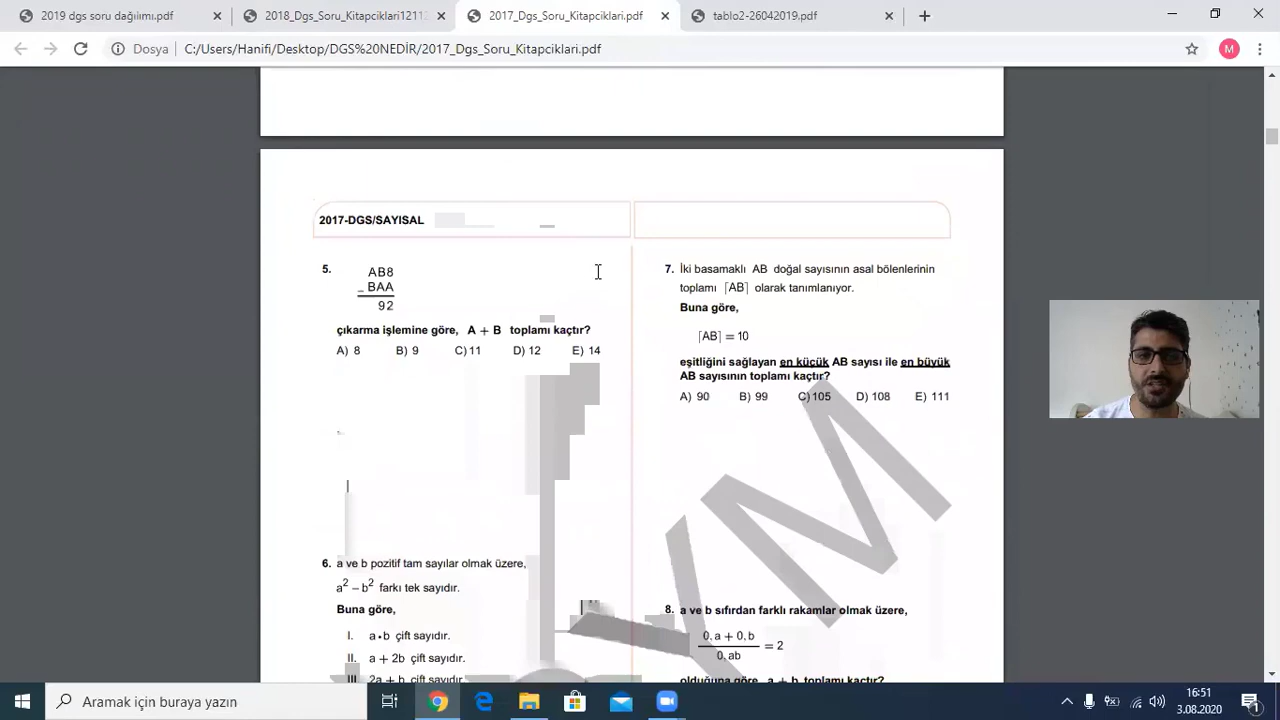 2019 dgs soru dağılımı.pdf
2018_Dgs_Soru_Kitapciklari12112
2017_Dgs_Soru_Kitapciklari.pdf
tablo2-26042019.pdf
Dosya
C:/Users/Hanifi/Desktop/DGS%20NEDİR/2017_Dgs_Soru_Kitapciklari.pdf
M
2017-DGS/SAYISAL
5.
AB8
_ BAA
92
çıkarma işlemine göre, A + B toplamı kaçtır?
A) 8 B) 9 C) 11 D) 12 E) 14
6. a ve b pozitif tam sayılar olmak üzere,
a² – b² farkı tek sayıdır.
Buna göre,
I. a • b çift sayıdır.
II. a + 2b çift sayıdır.
III. 2a + b çift sayıdır.
7. İki basamaklı AB doğal sayısının asal bölenlerinin
toplamı ⌈AB⌉ olarak tanımlanıyor.
Buna göre,
⌈AB⌉ = 10
eşitliğini sağlayan en küçük AB sayısı ile en büyük
AB sayısının toplamı kaçtır?
A) 90 B) 99 C) 105 D) 108 E) 111
YM
8. a ve b sıfırdan farklı rakamlar olmak üzere,
0,a + 0,b
0,ab
= 2
olduğuna göre, a + b toplamı kaçtır?
Aramak için buraya yazın
16:51
3.08.2020
1